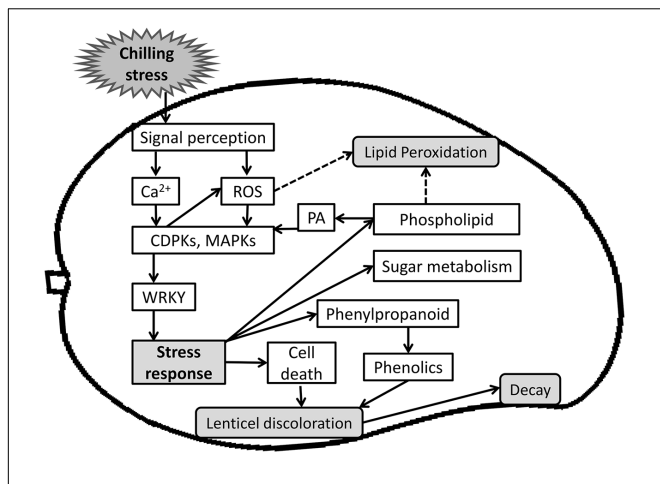 Chilling
stress
Signal perception
Lipid Peroxidation
Ca²⁺
ROS
PA
Phospholipid
CDPKs, MAPKs
Sugar metabolism
WRKY
Phenylpropanoid
Stress
response
Cell
death
Phenolics
Decay
Lenticel discoloration